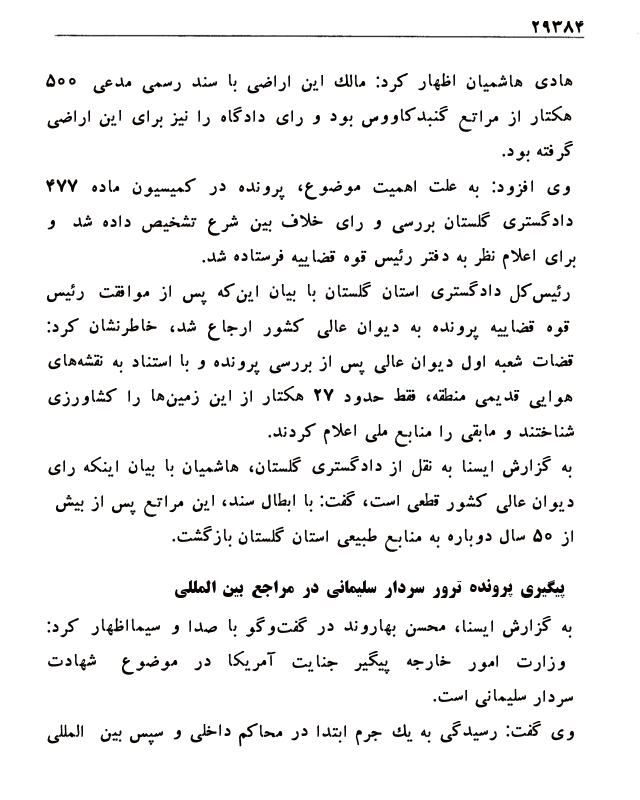 ۲۹۳۸۴
هادی هاشمیان اظهار کرد: مالك این اراضی با سند رسمی مدعی ۵۰۰
هکتار از مراتع گنبدکاووس بود و رای دادگاه را نیز برای این اراضی
گرفته بود.
وی افزود: به علت اهمیت موضوع، پرونده در کمیسیون ماده ۴۷۷
دادگستری گلستان بررسی و رای خلاف بین شرع تشخیص داده شد و
برای اعلام نظر به دفتر رئیس قوه قضاییه فرستاده شد.
رئیس‌کل دادگستری استان گلستان با بیان این‌که پس از موافقت رئیس
قوه قضاییه پرونده به دیوان عالی کشور ارجاع شد، خاطرنشان کرد:
قضات شعبه اول دیوان عالی پس از بررسی پرونده و با استناد به نقشه‌های
هوایی قدیمی منطقه، فقط حدود ۲۷ هکتار از این زمین‌ها را کشاورزی
شناختند و مابقی را منابع ملی اعلام کردند.
به گزارش ایسنا به نقل از دادگستری گلستان، هاشمیان با بیان اینکه رای
دیوان عالی کشور قطعی است، گفت: با ابطال سند، این مراتع پس از بیش
از ۵۰ سال دوباره به منابع طبیعی استان گلستان بازگشت.
پیگیری پرونده ترور سردار سلیمانی در مراجع بین المللی
به گزارش ایسنا، محسن بهاروند در گفت‌وگو با صدا و سیمااظهار کرد:
وزارت امور خارجه پیگیر جنایت آمریکا در موضوع شهادت
سردار سلیمانی است.
وی گفت: رسیدگی به یك جرم ابتدا در محاکم داخلی و سپس بین المللی